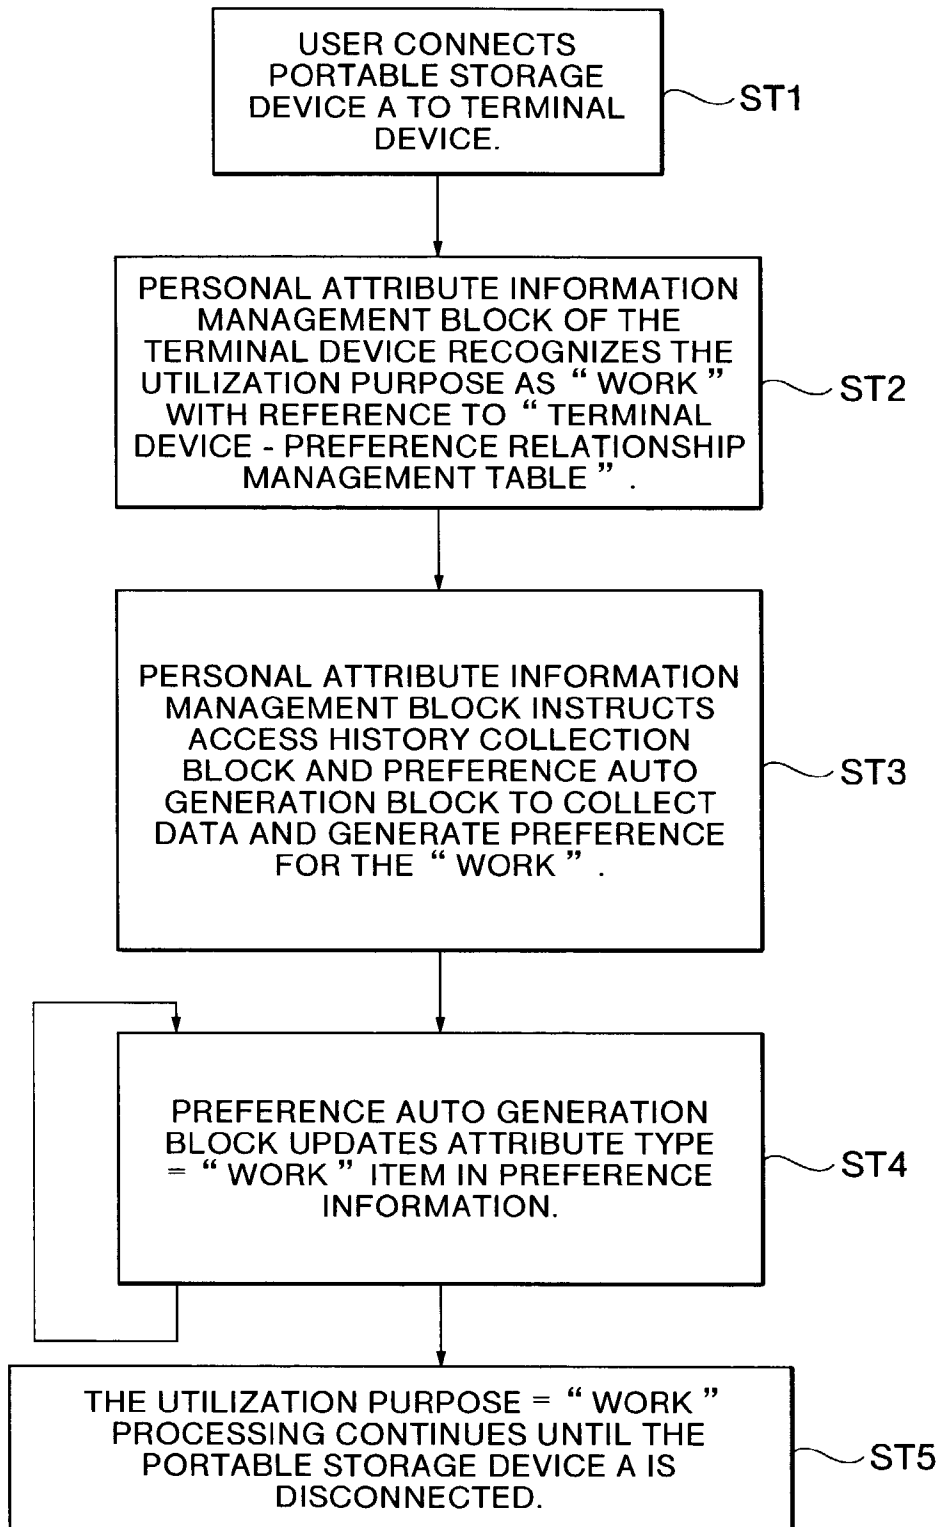 USER CONNECTS
PORTABLE STORAGE
DEVICE A TO TERMINAL
DEVICE.
ST1
PERSONAL ATTRIBUTE INFORMATION
MANAGEMENT BLOCK OF THE
TERMINAL DEVICE RECOGNIZES THE
UTILIZATION PURPOSE AS “ WORK ”
WITH REFERENCE TO “ TERMINAL
DEVICE - PREFERENCE RELATIONSHIP
MANAGEMENT TABLE ” .
ST2
PERSONAL ATTRIBUTE INFORMATION
MANAGEMENT BLOCK INSTRUCTS
ACCESS HISTORY COLLECTION
BLOCK AND PREFERENCE AUTO
GENERATION BLOCK TO COLLECT
DATA AND GENERATE PREFERENCE
FOR THE “ WORK ” .
ST3
PREFERENCE AUTO GENERATION
BLOCK UPDATES ATTRIBUTE TYPE
= “ WORK ” ITEM IN PREFERENCE
INFORMATION.
ST4
THE UTILIZATION PURPOSE = “ WORK ”
PROCESSING CONTINUES UNTIL THE
PORTABLE STORAGE DEVICE A IS
DISCONNECTED.
ST5